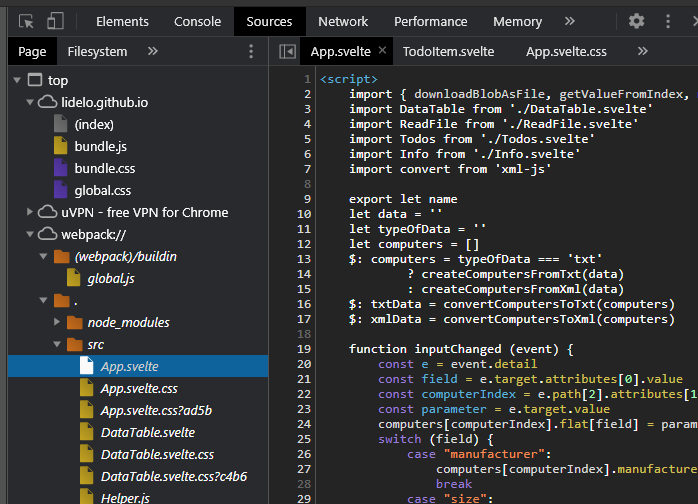 Elements Console Sources Network Performance Memory »
Page Filesystem » App.svelte × TodoItem.svelte App.svelte.css »
top
lidelo.github.io
(index)
bundle.js
bundle.css
global.css
uVPN - free VPN for Chrome
webpack://
(webpack)/buildin
global.js
.
node_modules
src
App.svelte
App.svelte.css
App.svelte.css?ad5b
DataTable.svelte
DataTable.svelte.css
DataTable.svelte.css?c4b6
Helper.js
1 <script>
2 import { downloadBlobAsFile, getValueFromIndex,
3 import DataTable from './DataTable.svelte'
4 import ReadFile from './ReadFile.svelte'
5 import Todos from './Todos.svelte'
6 import Info from './Info.svelte'
7 import convert from 'xml-js'
8
9 export let name
10 let data = ''
11 let typeOfData = ''
12 let computers = []
13 $: computers = typeOfData === 'txt'
14 ? createComputersFromTxt(data)
15 : createComputersFromXml(data)
16 $: txtData = convertComputersToTxt(computers)
17 $: xmlData = convertComputersToXml(computers)
18
19 function inputChanged (event) {
20 const e = event.detail
21 const field = e.target.attributes[0].value
22 const computerIndex = e.path[2].attributes[1
23 const parameter = e.target.value
24 computers[computerIndex].flat[field] = param
25 switch (field) {
26 case "manufacturer":
27 computers[computerIndex].manufacture
28 break
29 case "size":